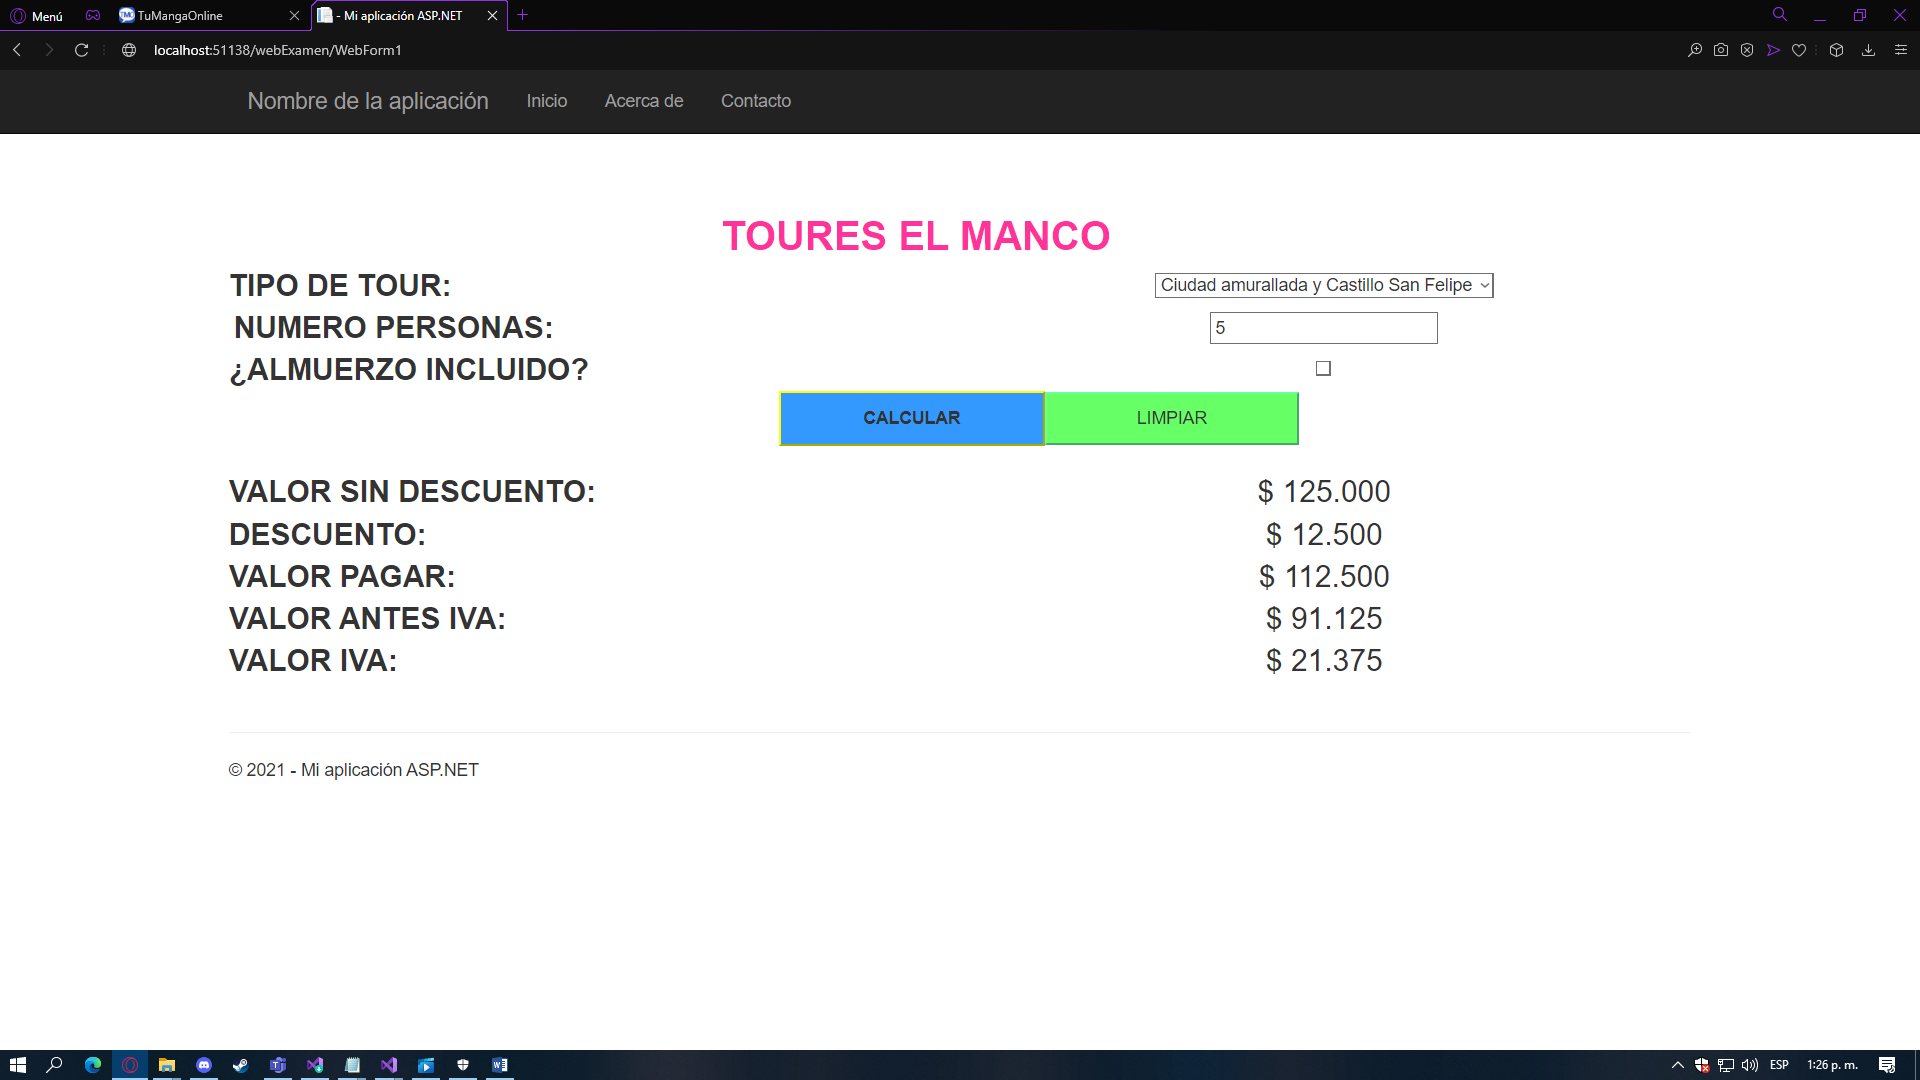 Menú
TuMangaOnline
- Mi aplicación ASP.NET
localhost:51138/webExamen/WebForm1
Nombre de la aplicación Inicio Acerca de Contacto
TOURES EL MANCO
TIPO DE TOUR: Ciudad amurallada y Castillo San Felipe
NUMERO PERSONAS: 5
¿ALMUERZO INCLUIDO?
CALCULAR LIMPIAR
VALOR SIN DESCUENTO: $ 125.000
DESCUENTO: $ 12.500
VALOR PAGAR: $ 112.500
VALOR ANTES IVA: $ 91.125
VALOR IVA: $ 21.375
© 2021 - Mi aplicación ASP.NET
ESP 1:26 p. m.